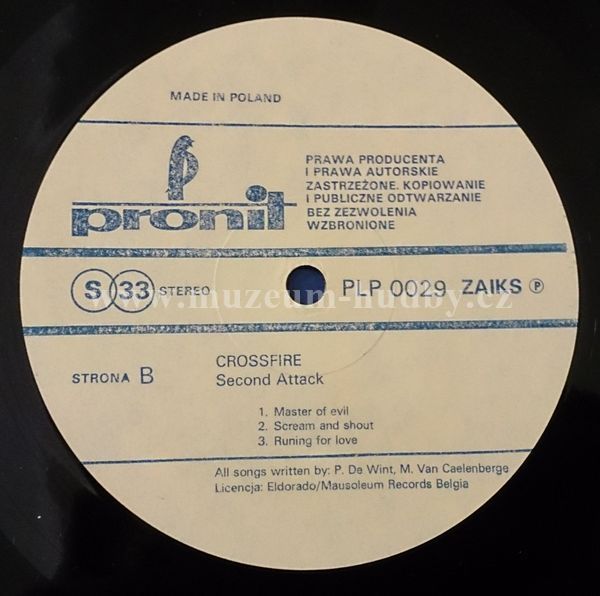 MADE IN POLAND
pronit
PRAWA PRODUCENTA
I PRAWA AUTORSKIE
ZASTRZEŻONE. KOPIOWANIE
I PUBLICZNE ODTWARZANIE
BEZ ZEZWOLENIA
WZBRONIONE
S 33 STEREO PLP 0029 ZAIKS ℗
www.muzeum-hudby.cz
STRONA B
CROSSFIRE
Second Attack
1. Master of evil
2. Scream and shout
3. Runing for love
All songs written by: P. De Wint, M. Van Caelenberge
Licencja: Eldorado/Mausoleum Records Belgia